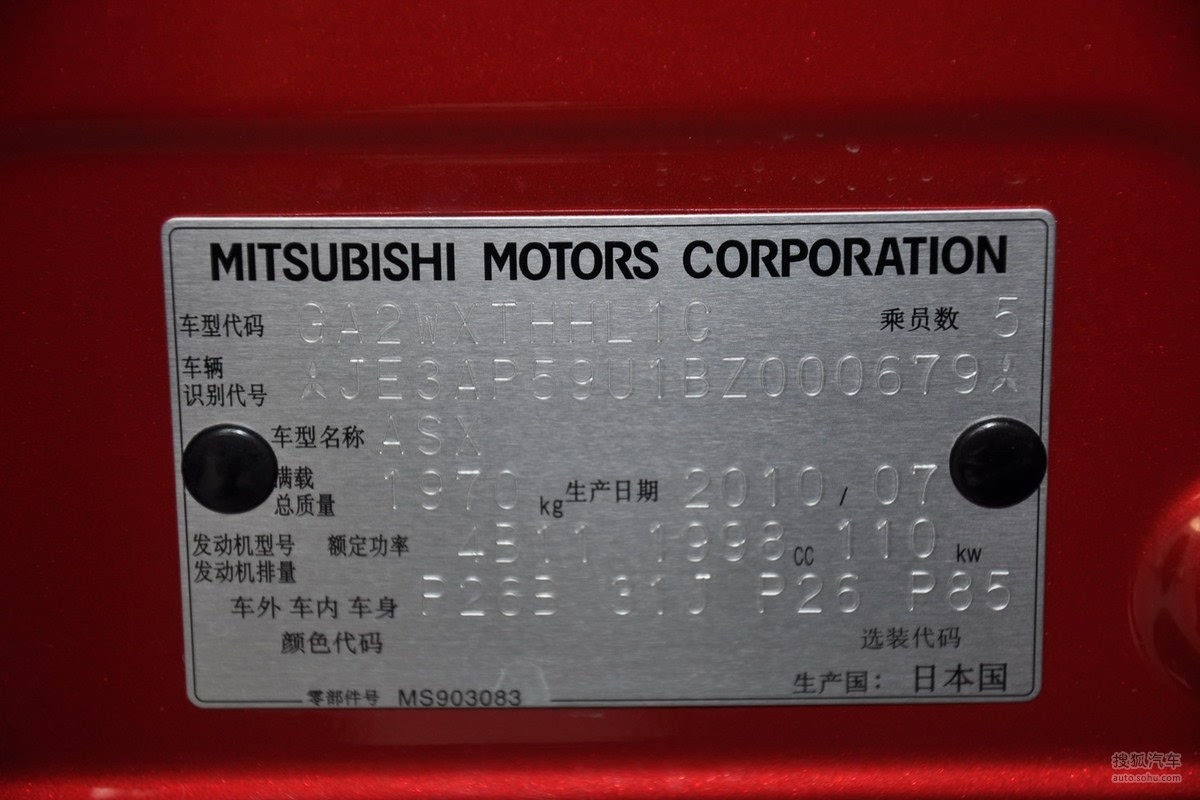 MITSUBISHI MOTORS CORPORATION
车型代码 GA2WXTHHL1C 乘员数 5
车辆
识别代号 JE3AP59U1BZ000679
车型名称 ASX
满载
总质量 1970 kg 生产日期 2010 / 07
发动机型号 额定功率 4B11 1998 cc 110 kw
发动机排量
车外 车内 车身 P26B 31J P26 P85
颜色代码 选装代码
生产国： 日本国
零部件号 MS903083
搜狐汽车
auto.sohu.com